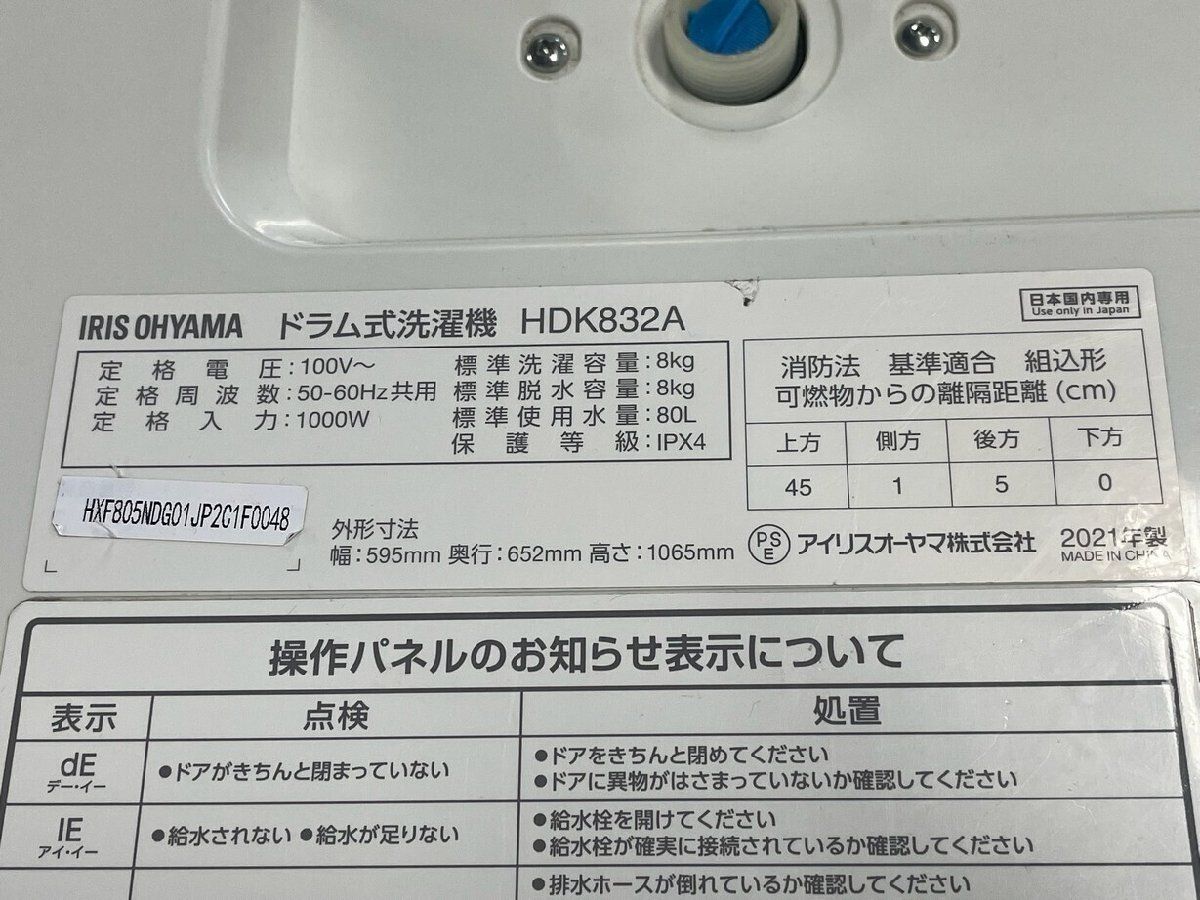 IRIS OHYAMA ドラム式洗濯機 HDK832A
日本国内専用
Use only in Japan
定格電圧:100V〜
定格周波数:50-60Hz共用
定格入力:1000W
標準洗濯容量:8kg
標準脱水容量:8kg
標準使用水量:80L
保護等級:IPX4
消防法 基準適合 組込形
可燃物からの離隔距離(cm)
上方 側方 後方 下方
45 1 5 0
HXF805NDG01JP2C1F0048
外形寸法
幅:595mm 奥行:652mm 高さ:1065mm
PSE アイリスオーヤマ株式会社 2021年製
MADE IN CHINA
操作パネルのお知らせ表示について
表示 点検 処置
dE
デー・イー
●ドアがきちんと閉まっていない
●ドアをきちんと閉めてください
●ドアに異物がはさまっていないか確認してください
IE
アイ・イー
●給水されない ●給水が足りない
●給水栓を開けてください
●給水栓が確実に接続されているか確認してください
●排水ホースが倒れているか確認してください